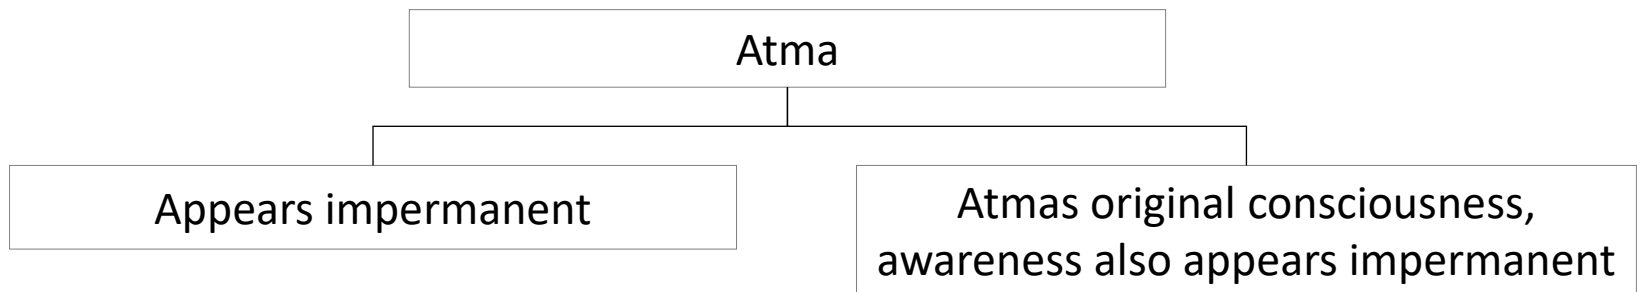 Atma
Appears impermanent
Atmas original consciousness,
awareness also appears impermanent